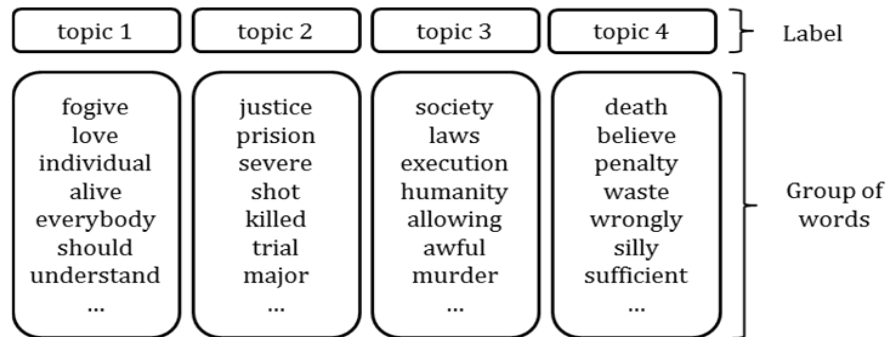 topic 1
topic 2
topic 3
topic 4
Label
fogive
love
individual
alive
everybody
should
understand
...
justice
prision
severe
shot
killed
trial
major
...
society
laws
execution
humanity
allowing
awful
murder
...
death
believe
penalty
waste
wrongly
silly
sufficient
...
Group of
words